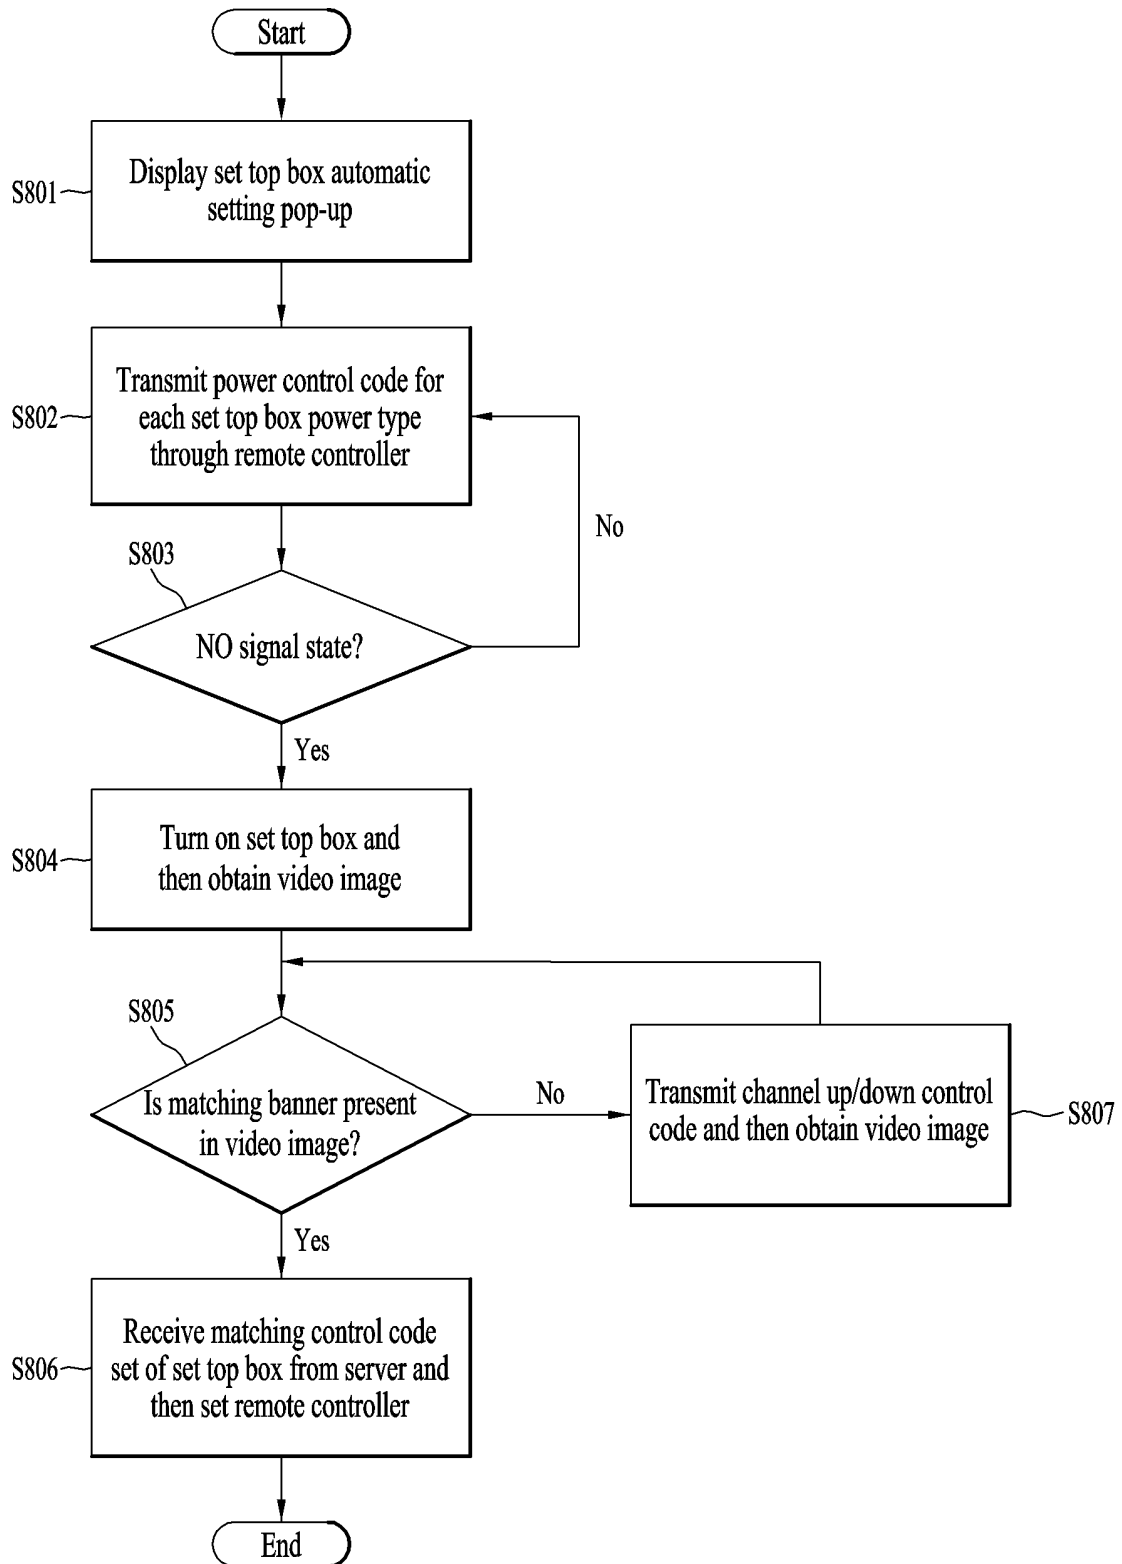 Start
S801
Display set top box automatic
setting pop-up
S802
Transmit power control code for
each set top box power type
through remote controller
No
S803
NO signal state?
Yes
S804
Turn on set top box and
then obtain video image
S805
Is matching banner present
in video image?
No
Transmit channel up/down control
code and then obtain video image
S807
Yes
S806
Receive matching control code
set of set top box from server and
then set remote controller
End